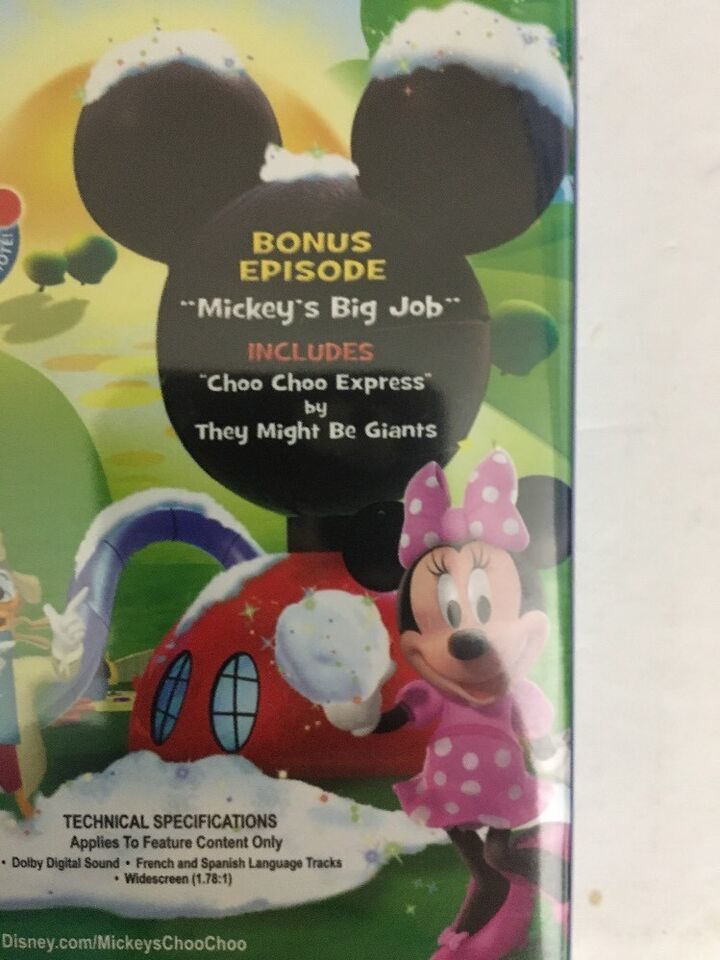 BONUS
EPISODE
"Mickey's Big Job"
INCLUDES
"Choo Choo Express"
by
They Might Be Giants
TECHNICAL SPECIFICATIONS
Applies To Feature Content Only
• Dolby Digital Sound • French and Spanish Language Tracks
• Widescreen (1.78:1)
Disney.com/MickeysChooChoo